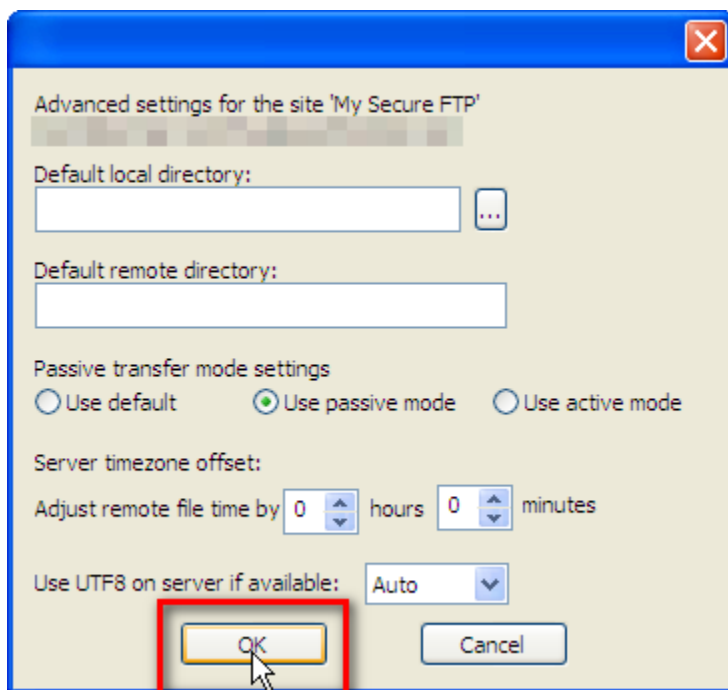 Advanced settings for the site 'My Secure FTP'
Default local directory:
...
Default remote directory:
Passive transfer mode settings
Use default Use passive mode Use active mode
Server timezone offset:
Adjust remote file time by 0 hours 0 minutes
Use UTF8 on server if available: Auto
OK Cancel